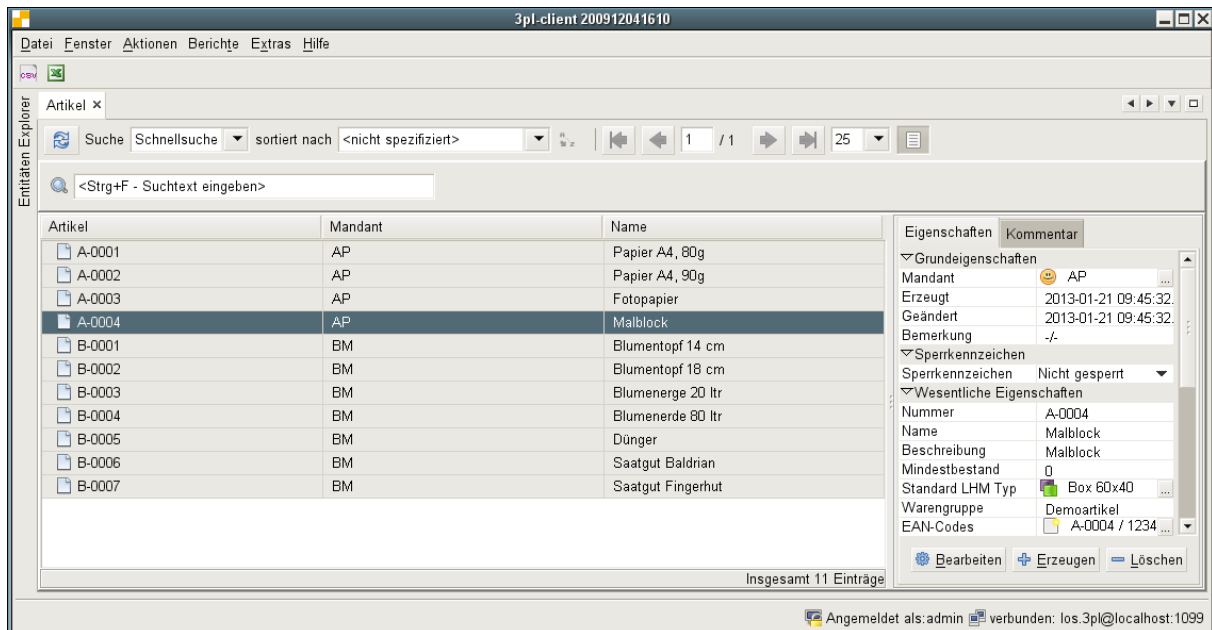 3pl-client 200912041610
Datei Fenster Aktionen Berichte Extras Hilfe
csv
Entitäten Explorer
Artikel
Suche Schnellsuche sortiert nach <nicht spezifiziert> 1 / 1 25
<Strg+F - Suchtext eingeben>
Artikel Mandant Name
A-0001 AP Papier A4, 80g
A-0002 AP Papier A4, 90g
A-0003 AP Fotopapier
A-0004 AP Malblock
B-0001 BM Blumentopf 14 cm
B-0002 BM Blumentopf 18 cm
B-0003 BM Blumenerge 20 ltr
B-0004 BM Blumenerde 80 ltr
B-0005 BM Dünger
B-0006 BM Saatgut Baldrian
B-0007 BM Saatgut Fingerhut
Insgesamt 11 Einträge
Eigenschaften Kommentar
Grundeigenschaften
Mandant AP ...
Erzeugt 2013-01-21 09:45:32.
Geändert 2013-01-21 09:45:32.
Bemerkung -/-
Sperrkennzeichen
Sperrkennzeichen Nicht gesperrt
Wesentliche Eigenschaften
Nummer A-0004
Name Malblock
Beschreibung Malblock
Mindestbestand 0
Standard LHM Typ Box 60x40 ...
Warengruppe Demoartikel
EAN-Codes A-0004 / 1234 ...
Bearbeiten Erzeugen Löschen
Angemeldet als:admin verbunden: los.3pl@localhost:1099